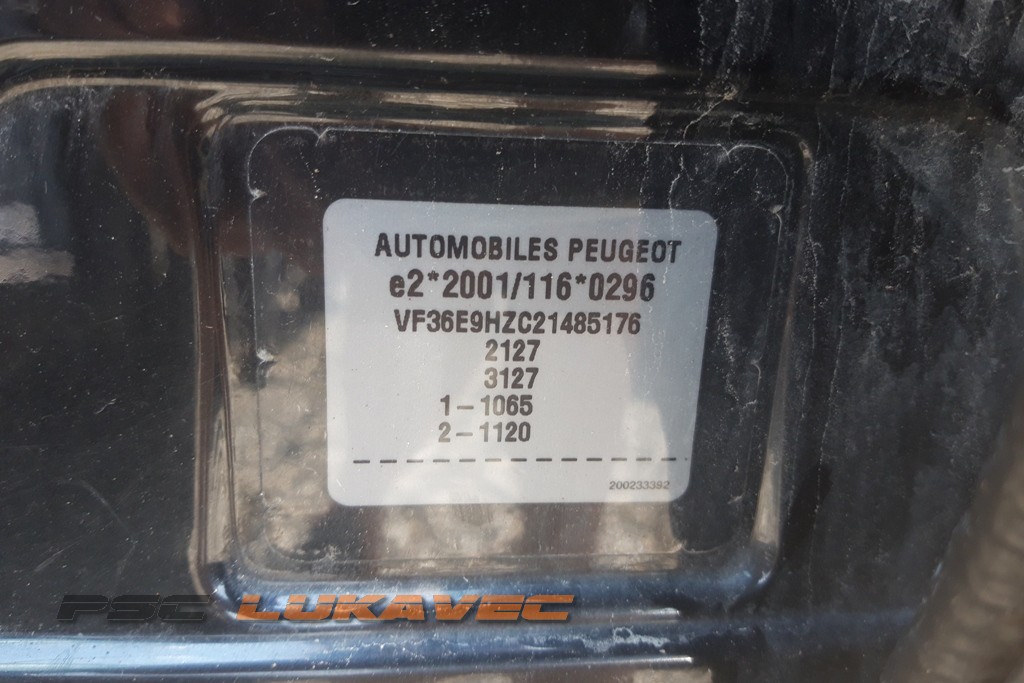 AUTOMOBILES PEUGEOT
e2*2001/116*0296
VF36E9HZC21485176
2127
3127
1-1065
2-1120
200233392
PSC LUKAVEC